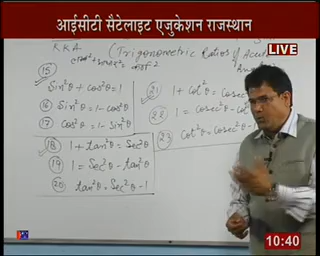 आईसीटी सैटेलाइट एजुकेशन राजस्थान
LIVE
KKA
(Trigonometric Ratios of Acute
15 Sin²θ + cos²θ = 1
16 Sin²θ = 1 - cos²θ
17 Cos²θ = 1 - Sin²θ
18 1 + tan²θ = Sec²θ
19 1 = Sec²θ - tan²θ
20 tan²θ = Sec²θ - 1
21 1 + cot²θ = Cosec²θ
22 1 = cosec²θ - cot²θ
23 Cot²θ = Cosec²θ - 1
10:40